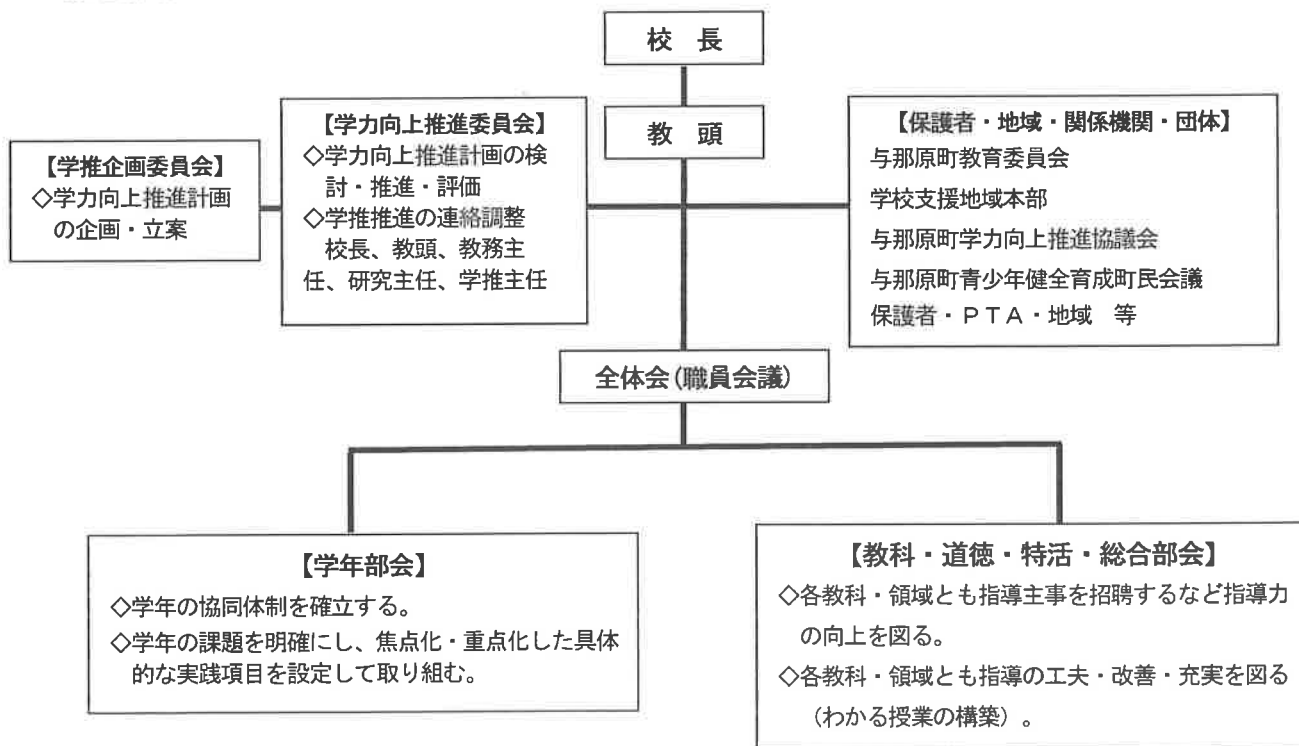 校　長
教　頭
【学推企画委員会】
◇学力向上推進計画
の企画・立案
【学力向上推進委員会】
◇学力向上推進計画の検
討・推進・評価
◇学推推進の連絡調整
校長、教頭、教務主
任、研究主任、学推主任
【保護者・地域・関係機関・団体】
与那原町教育委員会
学校支援地域本部
与那原町学力向上推進協議会
与那原町青少年健全育成町民会議
保護者・ＰＴＡ・地域　等
全体会(職員会議)
【学年部会】
◇学年の協同体制を確立する。
◇学年の課題を明確にし、焦点化・重点化した具体
的な実践項目を設定して取り組む。
【教科・道徳・特活・総合部会】
◇各教科・領域とも指導主事を招聘するなど指導力
の向上を図る。
◇各教科・領域とも指導の工夫・改善・充実を図る
（わかる授業の構築）。